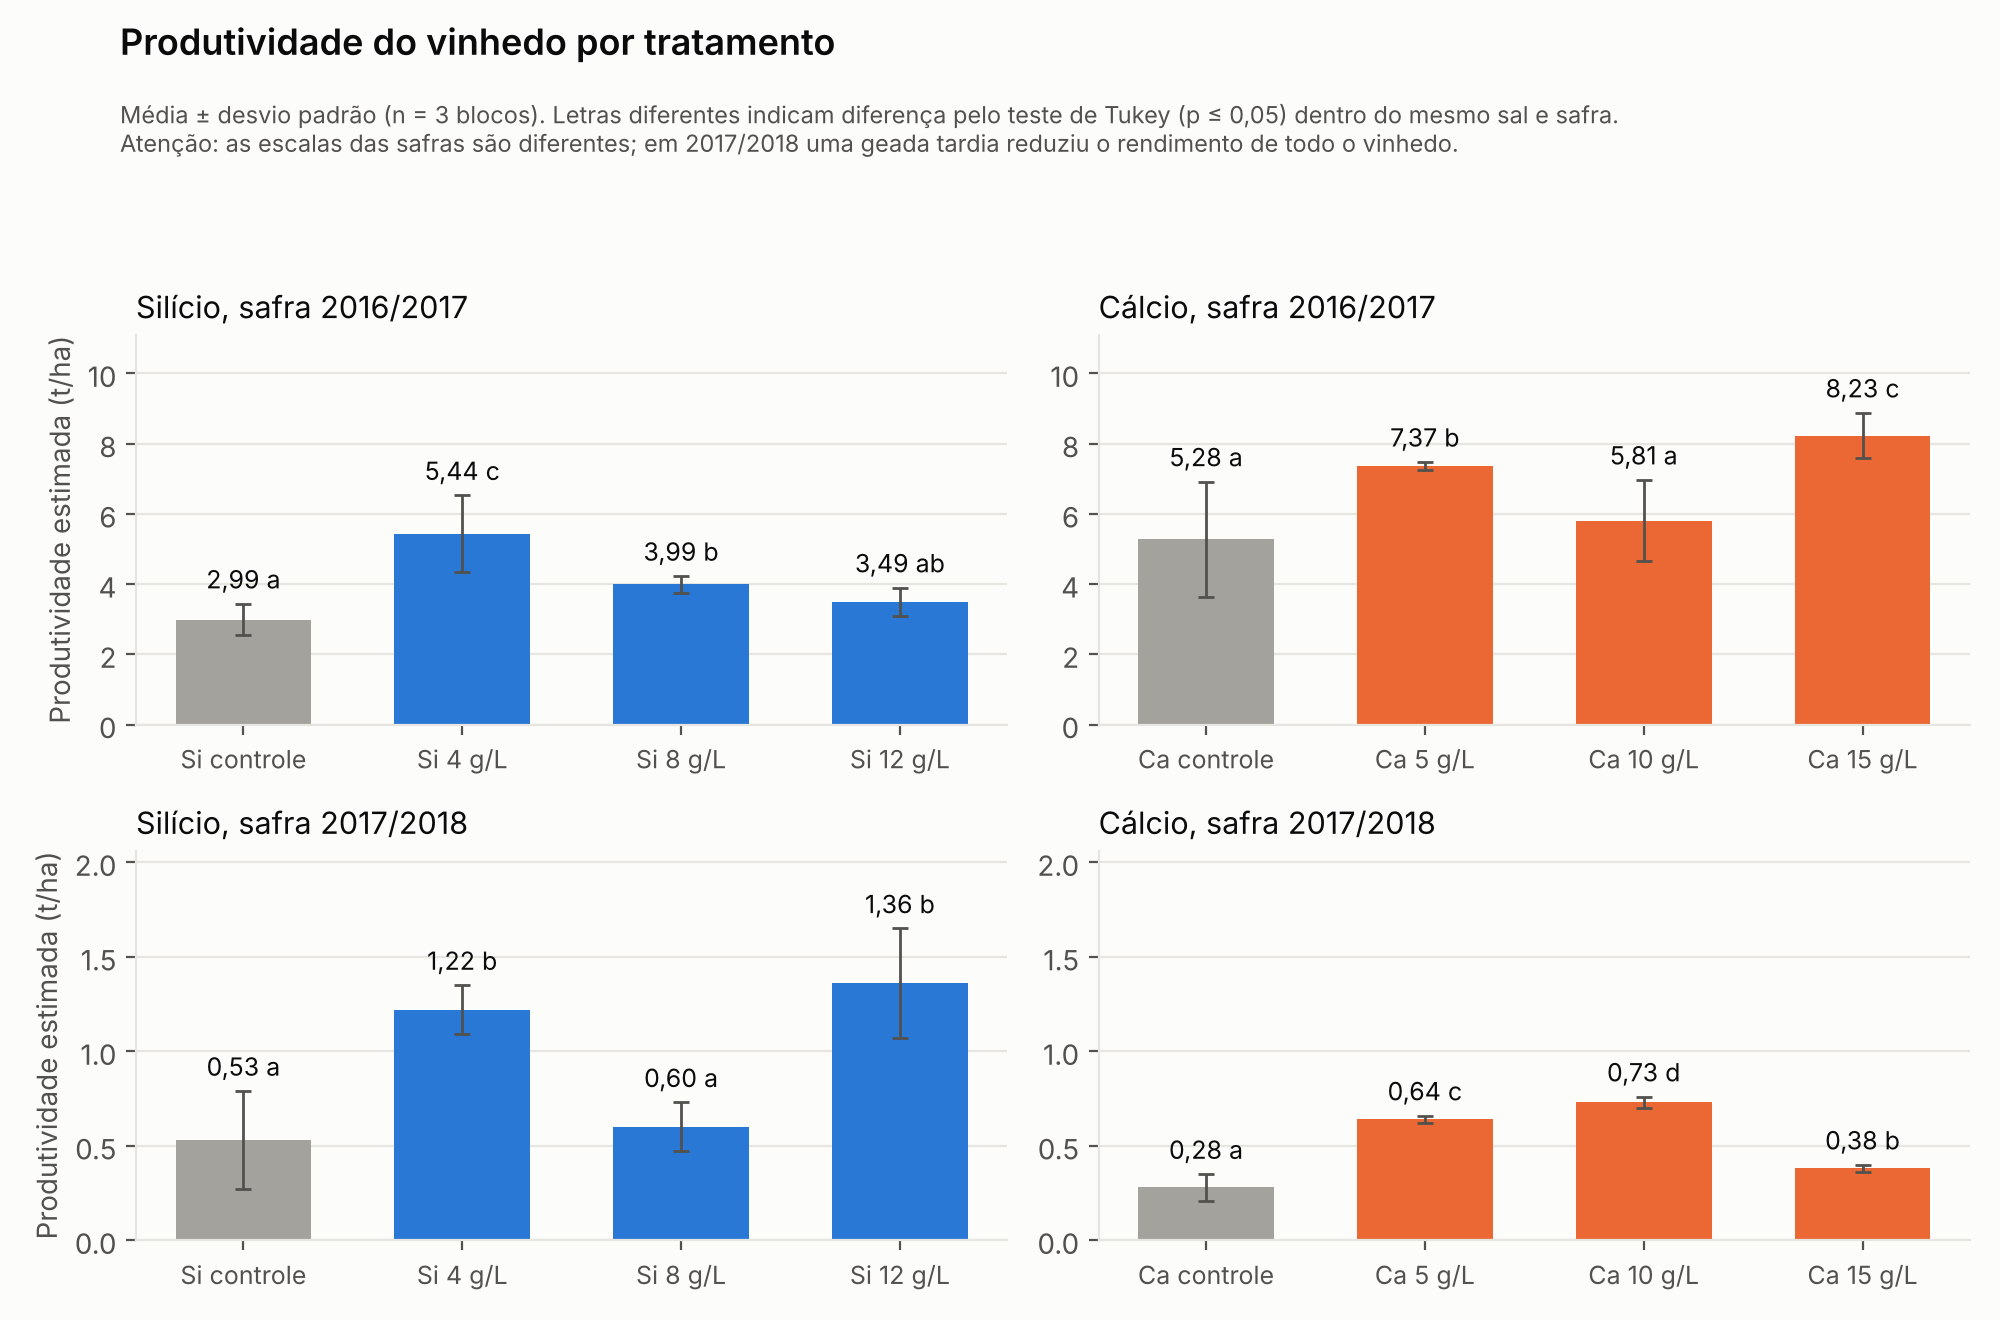 Produtividade do vinhedo por tratamento
Média ± desvio padrão (n = 3 blocos). Letras diferentes indicam diferença pelo teste de Tukey (p ≤ 0,05) dentro do mesmo sal e safra.
Atenção: as escalas das safras são diferentes; em 2017/2018 uma geada tardia reduziu o rendimento de todo o vinhedo.
Silício, safra 2016/2017
Produtividade estimada (t/ha)
10
8
6
4
2
0
2,99 a
5,44 c
3,99 b
3,49 ab
Si controle
Si 4 g/L
Si 8 g/L
Si 12 g/L
Cálcio, safra 2016/2017
10
8
6
4
2
0
5,28 a
7,37 b
5,81 a
8,23 c
Ca controle
Ca 5 g/L
Ca 10 g/L
Ca 15 g/L
Silício, safra 2017/2018
Produtividade estimada (t/ha)
2.0
1.5
1.0
0.5
0.0
0,53 a
1,22 b
0,60 a
1,36 b
Si controle
Si 4 g/L
Si 8 g/L
Si 12 g/L
Cálcio, safra 2017/2018
2.0
1.5
1.0
0.5
0.0
0,28 a
0,64 c
0,73 d
0,38 b
Ca controle
Ca 5 g/L
Ca 10 g/L
Ca 15 g/L